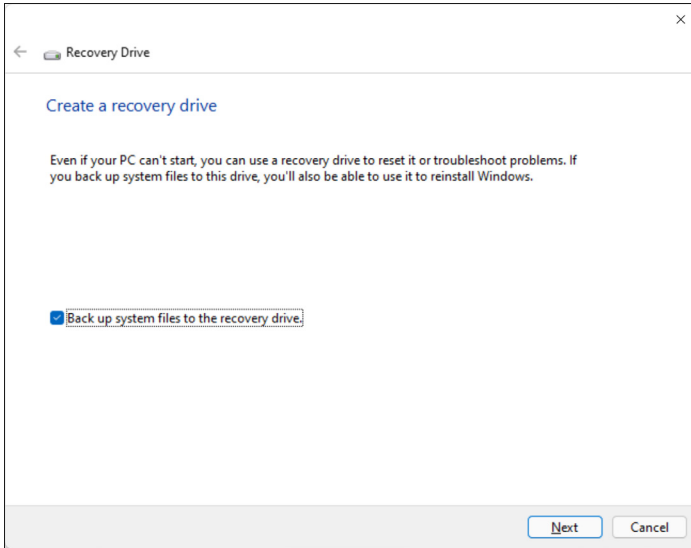 Recovery Drive
Create a recovery drive
Even if your PC can't start, you can use a recovery drive to reset it or troubleshoot problems. If
you back up system files to this drive, you'll also be able to use it to reinstall Windows.
Back up system files to the recovery drive.
Next
Cancel